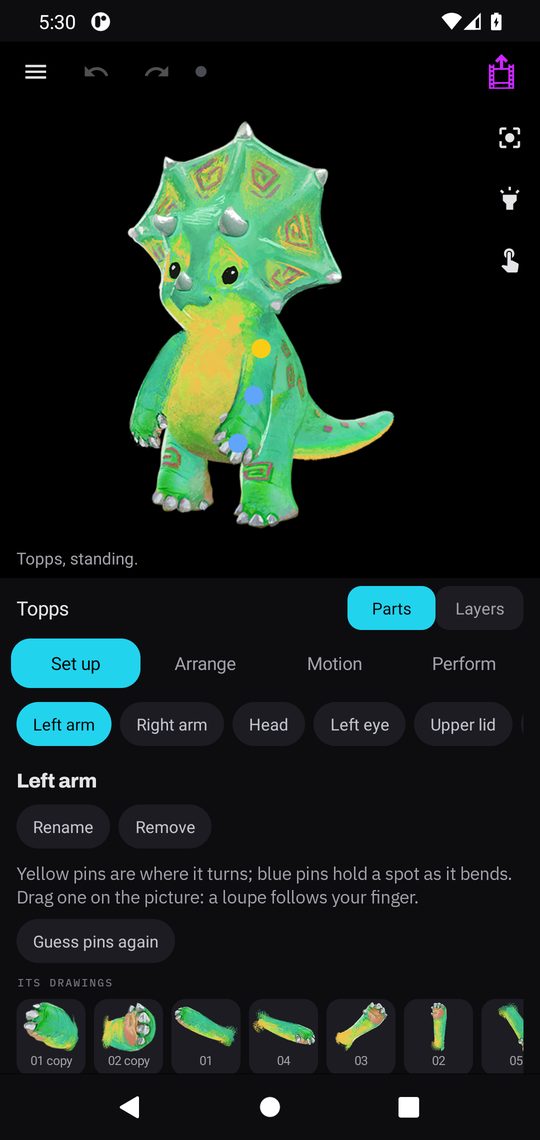 5:30
Topps, standing.
Topps
Parts
Layers
Set up
Arrange
Motion
Perform
Left arm
Right arm
Head
Left eye
Upper lid
Left arm
Rename
Remove
Yellow pins are where it turns; blue pins hold a spot as it bends.
Drag one on the picture: a loupe follows your finger.
Guess pins again
ITS DRAWINGS
01 copy
02 copy
01
04
03
02
05